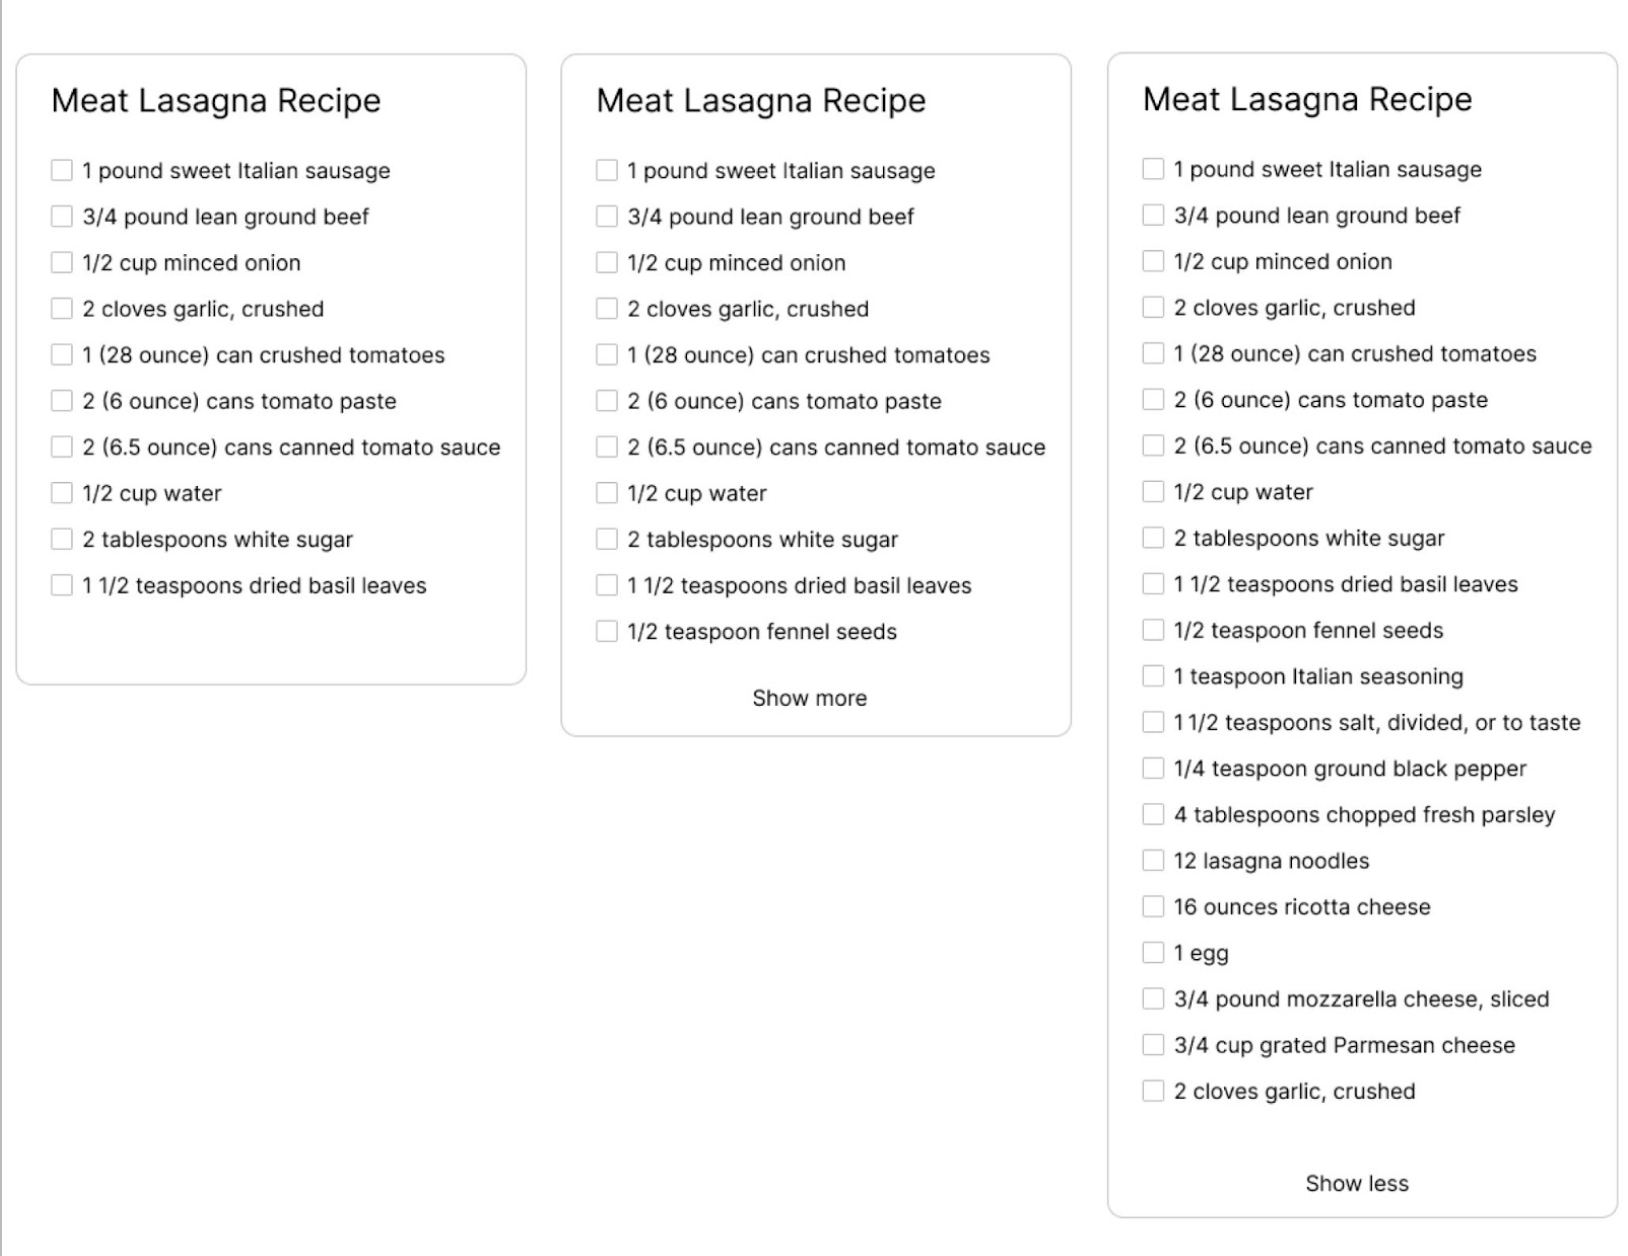 Meat Lasagna Recipe
1 pound sweet Italian sausage
3/4 pound lean ground beef
1/2 cup minced onion
2 cloves garlic, crushed
1 (28 ounce) can crushed tomatoes
2 (6 ounce) cans tomato paste
2 (6.5 ounce) cans canned tomato sauce
1/2 cup water
2 tablespoons white sugar
1 1/2 teaspoons dried basil leaves
Meat Lasagna Recipe
1 pound sweet Italian sausage
3/4 pound lean ground beef
1/2 cup minced onion
2 cloves garlic, crushed
1 (28 ounce) can crushed tomatoes
2 (6 ounce) cans tomato paste
2 (6.5 ounce) cans canned tomato sauce
1/2 cup water
2 tablespoons white sugar
1 1/2 teaspoons dried basil leaves
1/2 teaspoon fennel seeds
Show more
Meat Lasagna Recipe
1 pound sweet Italian sausage
3/4 pound lean ground beef
1/2 cup minced onion
2 cloves garlic, crushed
1 (28 ounce) can crushed tomatoes
2 (6 ounce) cans tomato paste
2 (6.5 ounce) cans canned tomato sauce
1/2 cup water
2 tablespoons white sugar
1 1/2 teaspoons dried basil leaves
1/2 teaspoon fennel seeds
1 teaspoon Italian seasoning
1 1/2 teaspoons salt, divided, or to taste
1/4 teaspoon ground black pepper
4 tablespoons chopped fresh parsley
12 lasagna noodles
16 ounces ricotta cheese
1 egg
3/4 pound mozzarella cheese, sliced
3/4 cup grated Parmesan cheese
2 cloves garlic, crushed
Show less